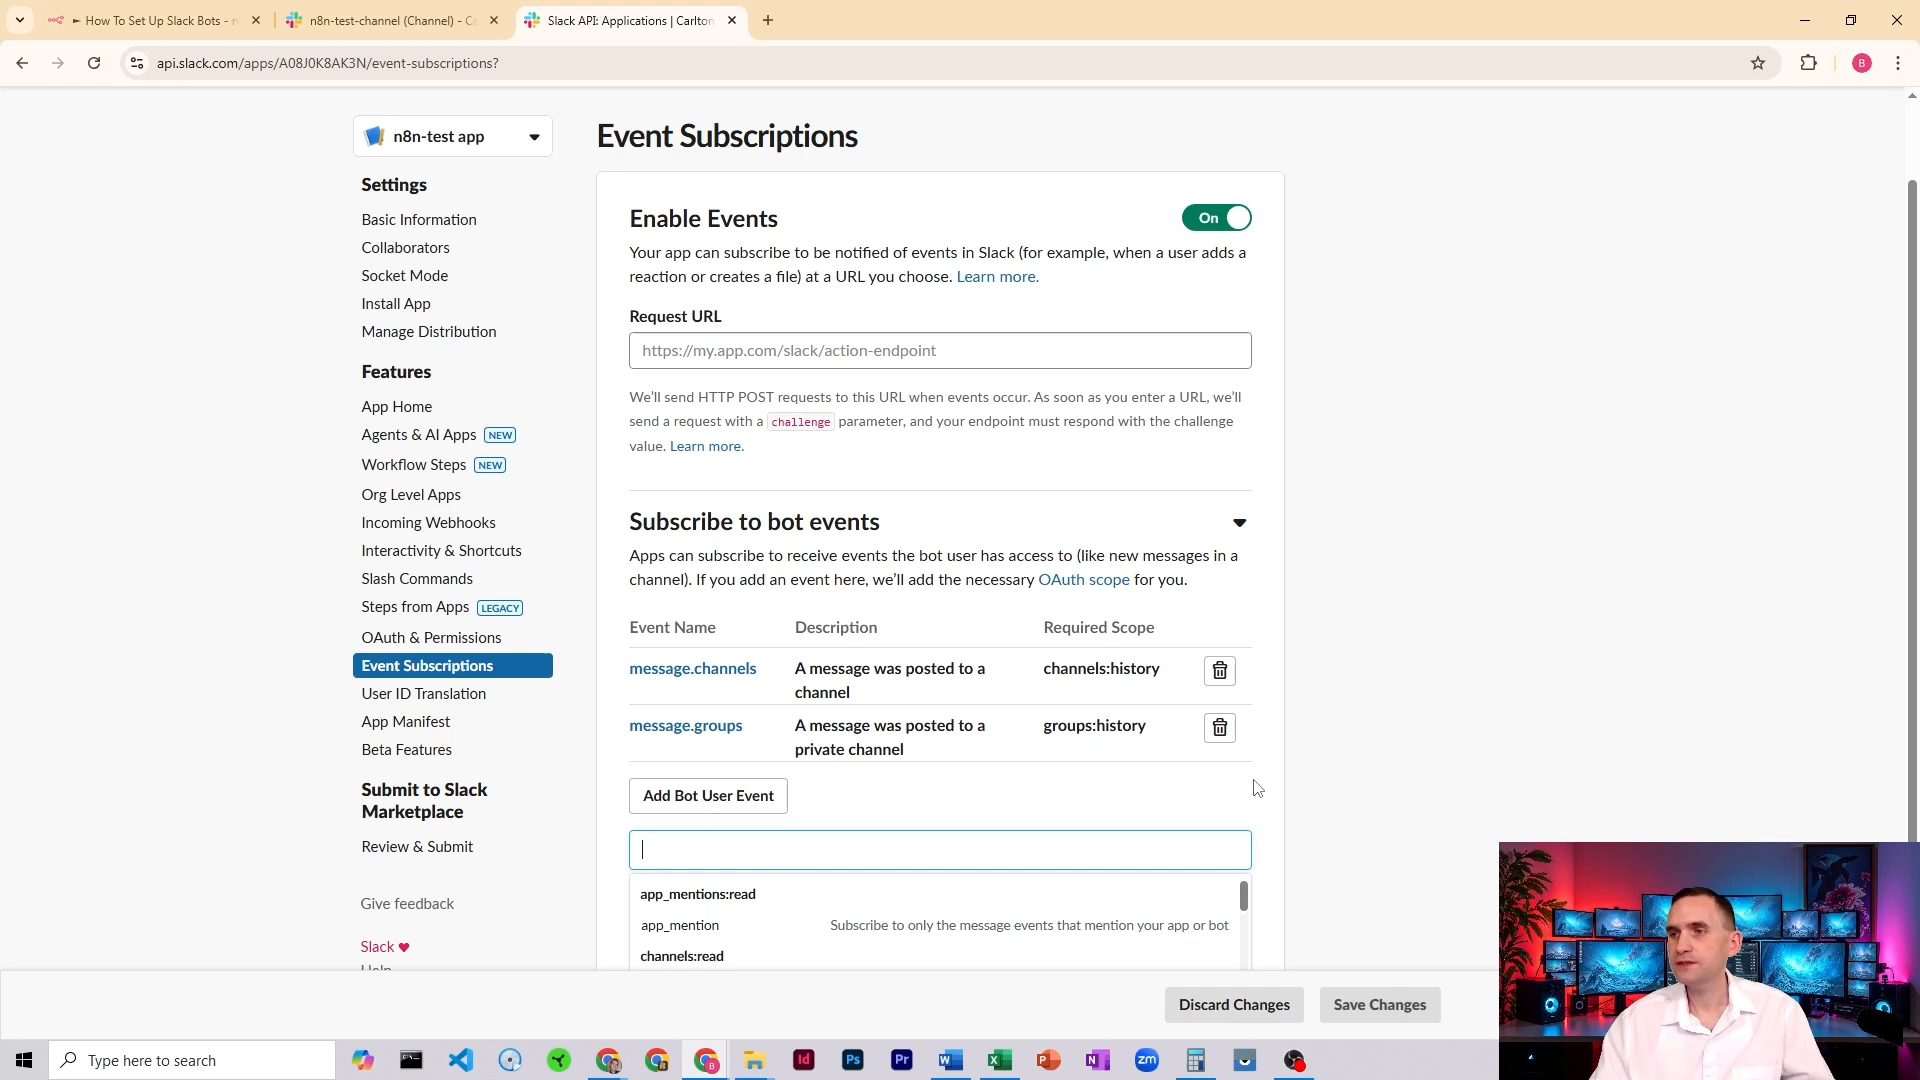 ► How To Set Up Slack Bots - n
n8n-test-channel (Channel) - Ca
Slack API: Applications | Carlton
api.slack.com/apps/A08J0K8AK3N/event-subscriptions?
B
n8n-test app
Settings
Basic Information
Collaborators
Socket Mode
Install App
Manage Distribution
Features
App Home
Agents & AI Apps NEW
Workflow Steps NEW
Org Level Apps
Incoming Webhooks
Interactivity & Shortcuts
Slash Commands
Steps from Apps LEGACY
OAuth & Permissions
Event Subscriptions
User ID Translation
App Manifest
Beta Features
Submit to Slack
Marketplace
Review & Submit
Give feedback
Slack ♥
Help
Event Subscriptions
Enable Events
On
Your app can subscribe to be notified of events in Slack (for example, when a user adds a
reaction or creates a file) at a URL you choose. Learn more.
Request URL
https://my.app.com/slack/action-endpoint
We'll send HTTP POST requests to this URL when events occur. As soon as you enter a URL, we'll
send a request with a challenge parameter, and your endpoint must respond with the challenge
value. Learn more.
Subscribe to bot events
Apps can subscribe to receive events the bot user has access to (like new messages in a
channel). If you add an event here, we'll add the necessary OAuth scope for you.
Event Name Description Required Scope
message.channels A message was posted to a channels:history
channel
message.groups A message was posted to a groups:history
private channel
Add Bot User Event
app_mentions:read
app_mention Subscribe to only the message events that mention your app or bot
channels:read
Discard Changes
Save Changes
Type here to search
Id
Ps
Pr
W
X
P
N
zm